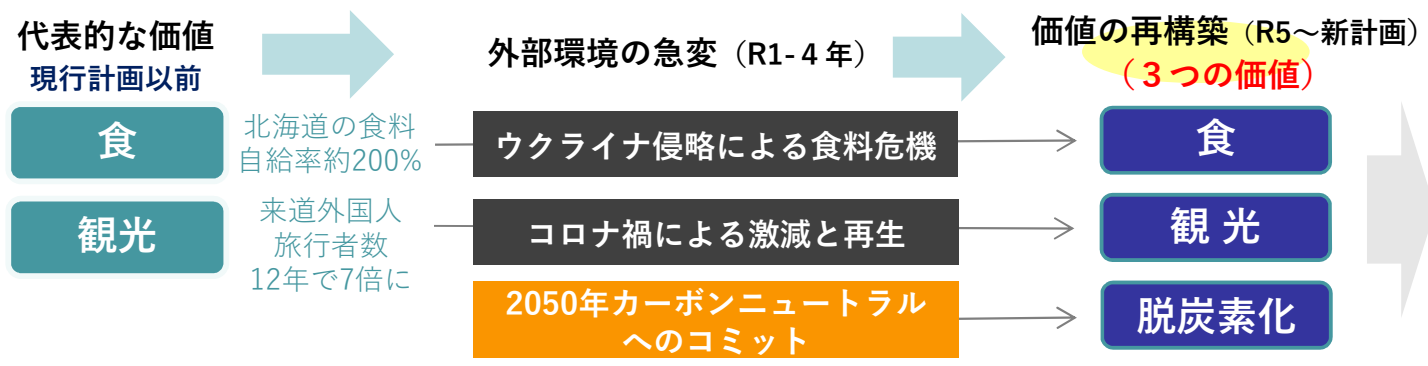 代表的な価値
現行計画以前
外部環境の急変（R1-４年）
価値の再構築（R5～新計画）
（３つの価値）
食
北海道の食料
自給率約200%
ウクライナ侵略による食料危機
食
観光
来道外国人
旅行者数
12年で7倍に
コロナ禍による激減と再生
観 光
2050年カーボンニュートラル
へのコミット
脱炭素化